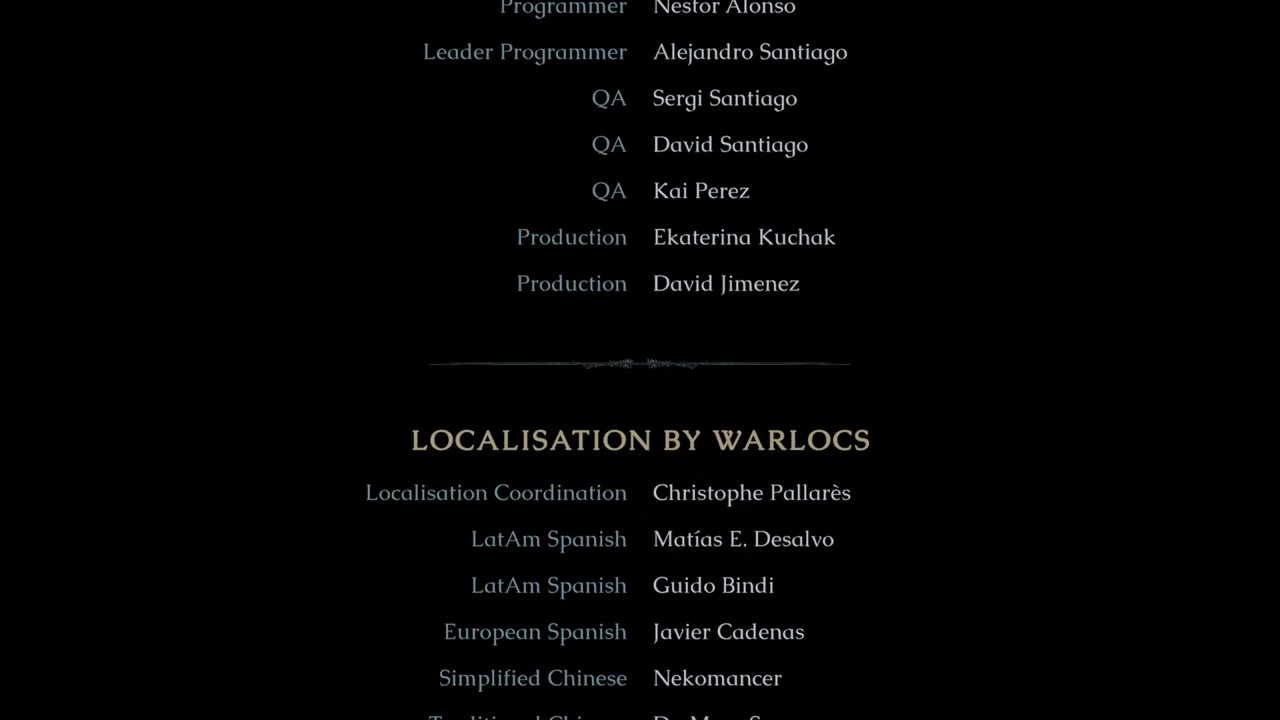 Programmer Nestor Alonso
Leader Programmer Alejandro Santiago
QA Sergi Santiago
QA David Santiago
QA Kai Perez
Production Ekaterina Kuchak
Production David Jimenez
LOCALISATION BY WARLOCS
Localisation Coordination Christophe Pallarès
LatAm Spanish Matías E. Desalvo
LatAm Spanish Guido Bindi
European Spanish Javier Cadenas
Simplified Chinese Nekomancer